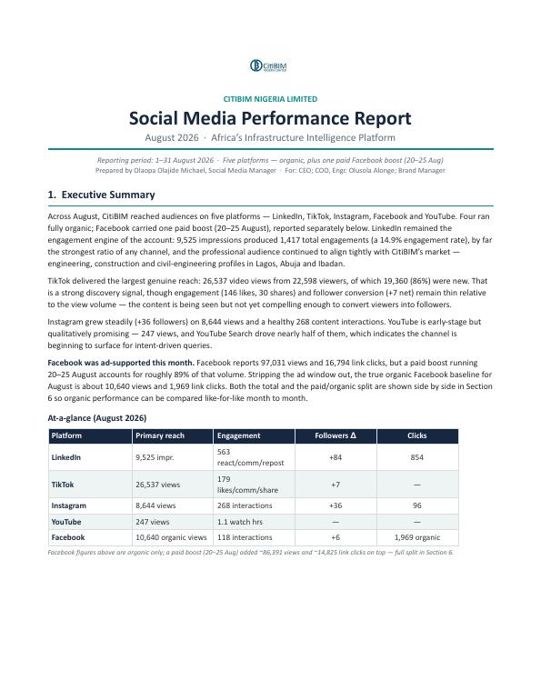 CITIBIM
CITIBIM NIGERIA LIMITED
Social Media Performance Report
August 2026 · Africa's Infrastructure Intelligence Platform
Reporting period: 1–31 August 2026 · Five platforms — organic, plus one paid Facebook boost (20–25 Aug)
Prepared by Olaopa Olajide Michael, Social Media Manager · For: CEO; COO, Engr. Olusola Alonge; Brand Manager
1. Executive Summary
Across August, CitiBIM reached audiences on five platforms — LinkedIn, TikTok, Instagram, Facebook and YouTube. Four ran
fully organic; Facebook carried one paid boost (20–25 August), reported separately below. LinkedIn remained the
engagement engine of the account: 9,525 impressions produced 1,417 total engagements (a 14.9% engagement rate), by far
the strongest ratio of any channel, and the professional audience continued to align tightly with CitiBIM's market —
engineering, construction and civil-engineering profiles in Lagos, Abuja and Ibadan.
TikTok delivered the largest genuine reach: 26,537 video views from 22,598 viewers, of which 19,360 (86%) were new. That
is a strong discovery signal, though engagement (146 likes, 30 shares) and follower conversion (+7 net) remain thin relative
to the view volume — the content is being seen but not yet compelling enough to convert viewers into followers.
Instagram grew steadily (+36 followers) on 8,644 views and a healthy 268 content interactions. YouTube is early-stage but
qualitatively promising — 247 views, and YouTube Search drove nearly half of them, which indicates the channel is
beginning to surface for intent-driven queries.
Facebook was ad-supported this month. Facebook reports 97,031 views and 16,794 link clicks, but a paid boost running
20–25 August accounts for roughly 89% of that volume. Stripping the ad window out, the true organic Facebook baseline for
August is about 10,640 views and 1,969 link clicks. Both the total and the paid/organic split are shown side by side in Section
6 so organic performance can be compared like-for-like month to month.
At-a-glance (August 2026)
Platform Primary reach Engagement Followers Δ Clicks
LinkedIn 9,525 impr. 563 react/comm/repost +84 854
TikTok 26,537 views 179 likes/comm/share +7 —
Instagram 8,644 views 268 interactions +36 96
YouTube 247 views 1.1 watch hrs — —
Facebook 10,640 organic views 118 interactions +6 1,969 organic
Facebook figures above are organic only; a paid boost (20–25 Aug) added ~86,391 views and ~14,825 link clicks on top — full split in Section 6.